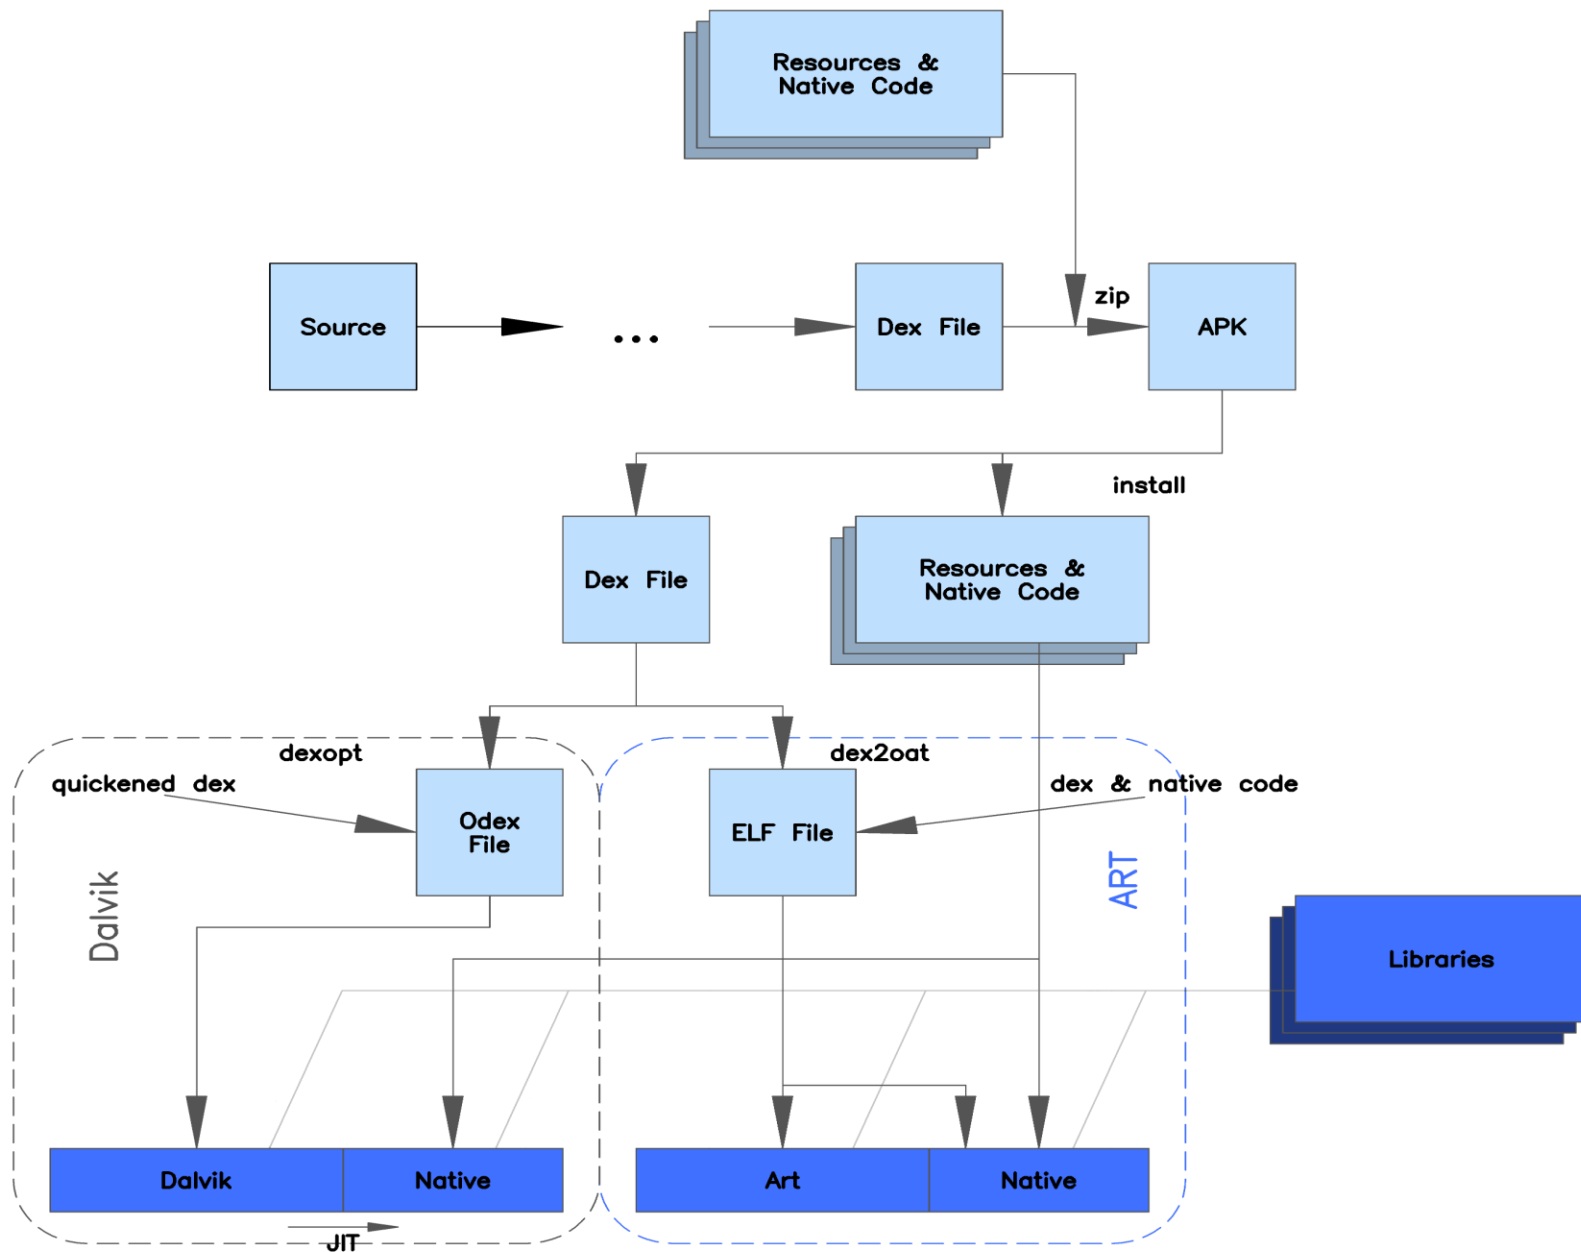 Resources &
Native Code
zip
Source
...
Dex File
APK
install
Dex File
Resources &
Native Code
dexopt
dex2oat
quickened dex
dex & native code
Odex
File
ELF File
Dalvik
ART
Libraries
Dalvik
Native
Art
Native
JIT